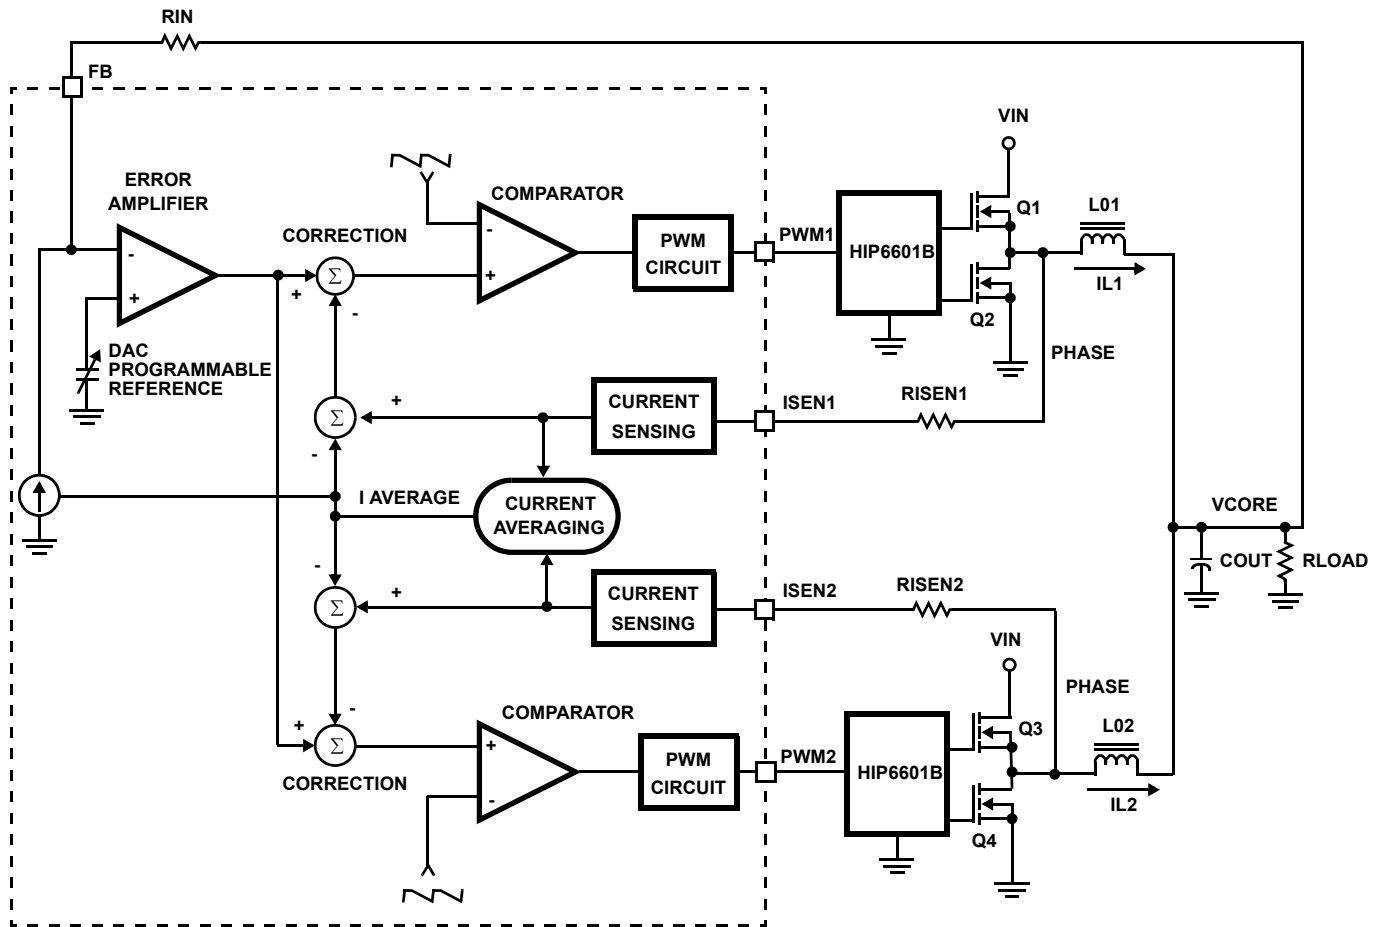 RIN
FB
VIN
ERROR
AMPLIFIER
COMPARATOR
Q1
L01
CORRECTION
-
PWM
CIRCUIT
PWM1
HIP6601B
-
+
Σ
+
+
IL1
-
Q2
DAC
PROGRAMMABLE
REFERENCE
PHASE
Σ
+
CURRENT
SENSING
ISEN1
RISEN1
-
I AVERAGE
CURRENT
AVERAGING
VCORE
COUT
RLOAD
-
Σ
+
CURRENT
SENSING
ISEN2
RISEN2
VIN
PHASE
-
COMPARATOR
+
Σ
CORRECTION
+
-
PWM
CIRCUIT
PWM2
HIP6601B
Q3
L02
IL2
Q4